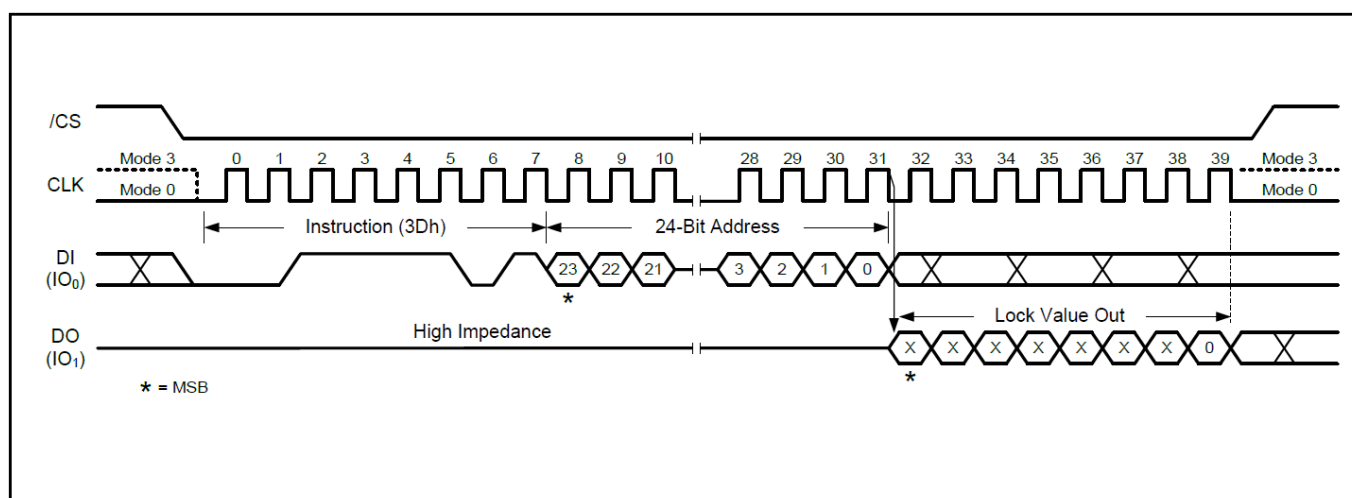 /CS
Mode 3 0 1 2 3 4 5 6 7 8 9 10 28 29 30 31 32 33 34 35 36 37 38 39 Mode 3
CLK
Mode 0 Mode 0
Instruction (3Dh) 24-Bit Address
DI
(IO0)
23 22 21 3 2 1 0
*
High Impedance Lock Value Out
DO
(IO1)
X X X X X X X 0
*
* = MSB